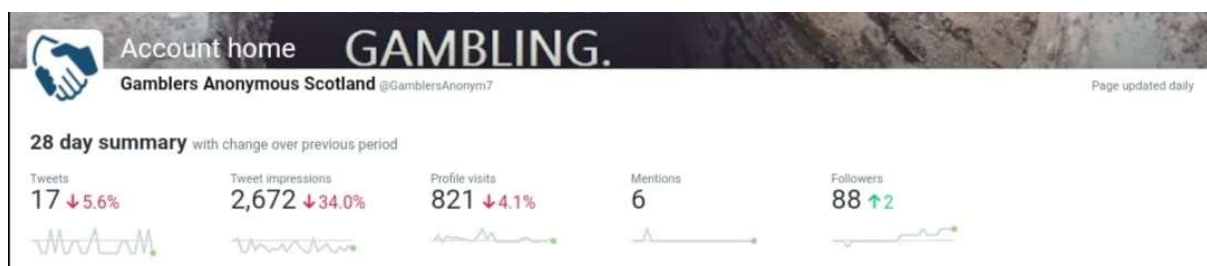 Account home
GAMBLING.
Gamblers Anonymous Scotland @GamblersAnonym7
Page updated daily
28 day summary with change over previous period
Tweets
17 ↓5.6%
Tweet impressions
2,672 ↓34.0%
Profile visits
821 ↓4.1%
Mentions
6
Followers
88 ↑2